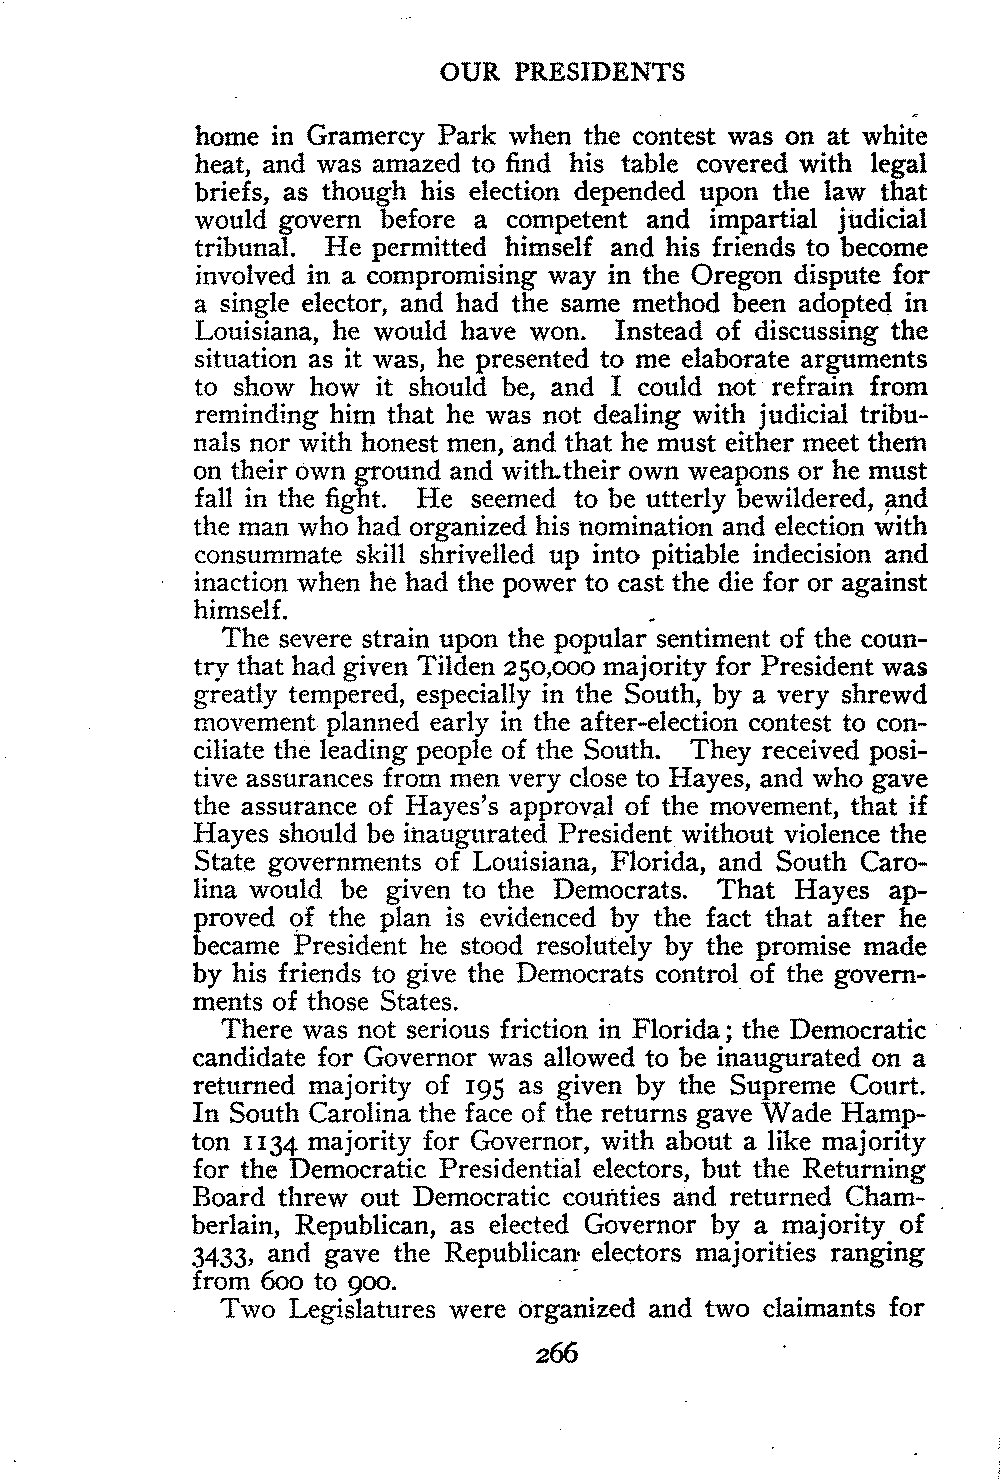 OUR PRESIDENTS
home in Gramercy Park when the contest was on at white
heat, and was amazed to find his table covered with legal
briefs, as though his election depended upon the law that
would govern before a competent and impartial judicial
tribunal. He permitted himself and his friends to become
involved in a compromising way in the Oregon dispute for
a single elector, and had the same method been adopted in
Louisiana, he would have won. Instead of discussing the
situation as it was, he presented to me elaborate arguments
to show how it should be, and I could not refrain from
reminding him that he was not dealing with judicial tribu-
nals nor with honest men, and that he must either meet them
on their own ground and with their own weapons or he must
fall in the fight. He seemed to be utterly bewildered, and
the man who had organized his nomination and election with
consummate skill shrivelled up into pitiable indecision and
inaction when he had the power to cast the die for or against
himself.
The severe strain upon the popular sentiment of the coun-
try that had given Tilden 250,000 majority for President was
greatly tempered, especially in the South, by a very shrewd
movement planned early in the after-election contest to con-
ciliate the leading people of the South. They received posi-
tive assurances from men very close to Hayes, and who gave
the assurance of Hayes's approval of the movement, that if
Hayes should be inaugurated President without violence the
State governments of Louisiana, Florida, and South Caro-
lina would be given to the Democrats. That Hayes ap-
proved of the plan is evidenced by the fact that after he
became President he stood resolutely by the promise made
by his friends to give the Democrats control of the govern-
ments of those States.
There was not serious friction in Florida; the Democratic
candidate for Governor was allowed to be inaugurated on a
returned majority of 195 as given by the Supreme Court.
In South Carolina the face of the returns gave Wade Hamp-
ton 1134 majority for Governor, with about a like majority
for the Democratic Presidential electors, but the Returning
Board threw out Democratic counties and returned Cham-
berlain, Republican, as elected Governor by a majority of
3433, and gave the Republican electors majorities ranging
from 600 to 900.
Two Legislatures were organized and two claimants for
266